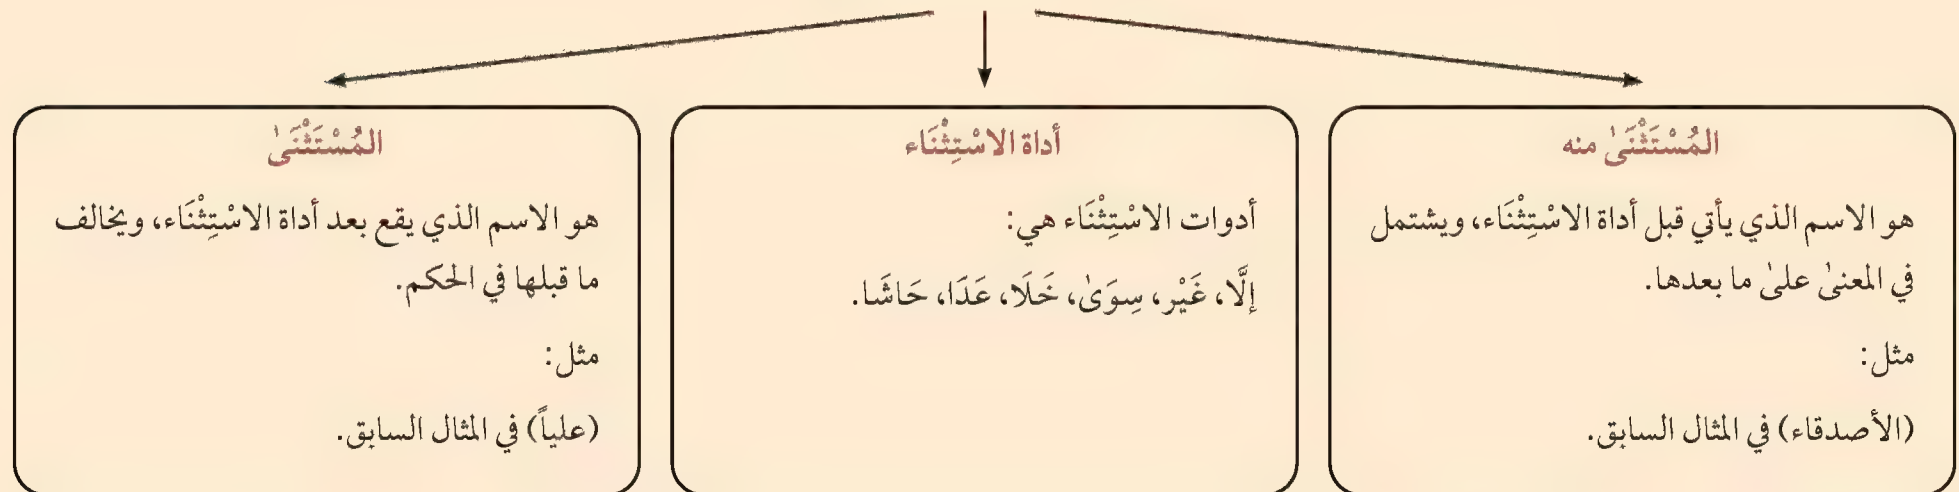 المُسْتَثْنَىٰ منه
هو الاسم الذي يأتي قبل أداة الاسْتِثْنَاء، ويشتمل
في المعنىٰ علىٰ ما بعدها.
مثل:
(الأصدقاء) في المثال السابق.
أداة الاسْتِثْنَاء
أدوات الاسْتِثْنَاء هي:
إلَّا، غَيْر، سِوَىٰ، خَلَا، عَدَا، حَاشَا.
المُسْتَثْنَىٰ
هو الاسم الذي يقع بعد أداة الاسْتِثْنَاء، ويخالف
ما قبلها في الحكم.
مثل:
(علياً) في المثال السابق.